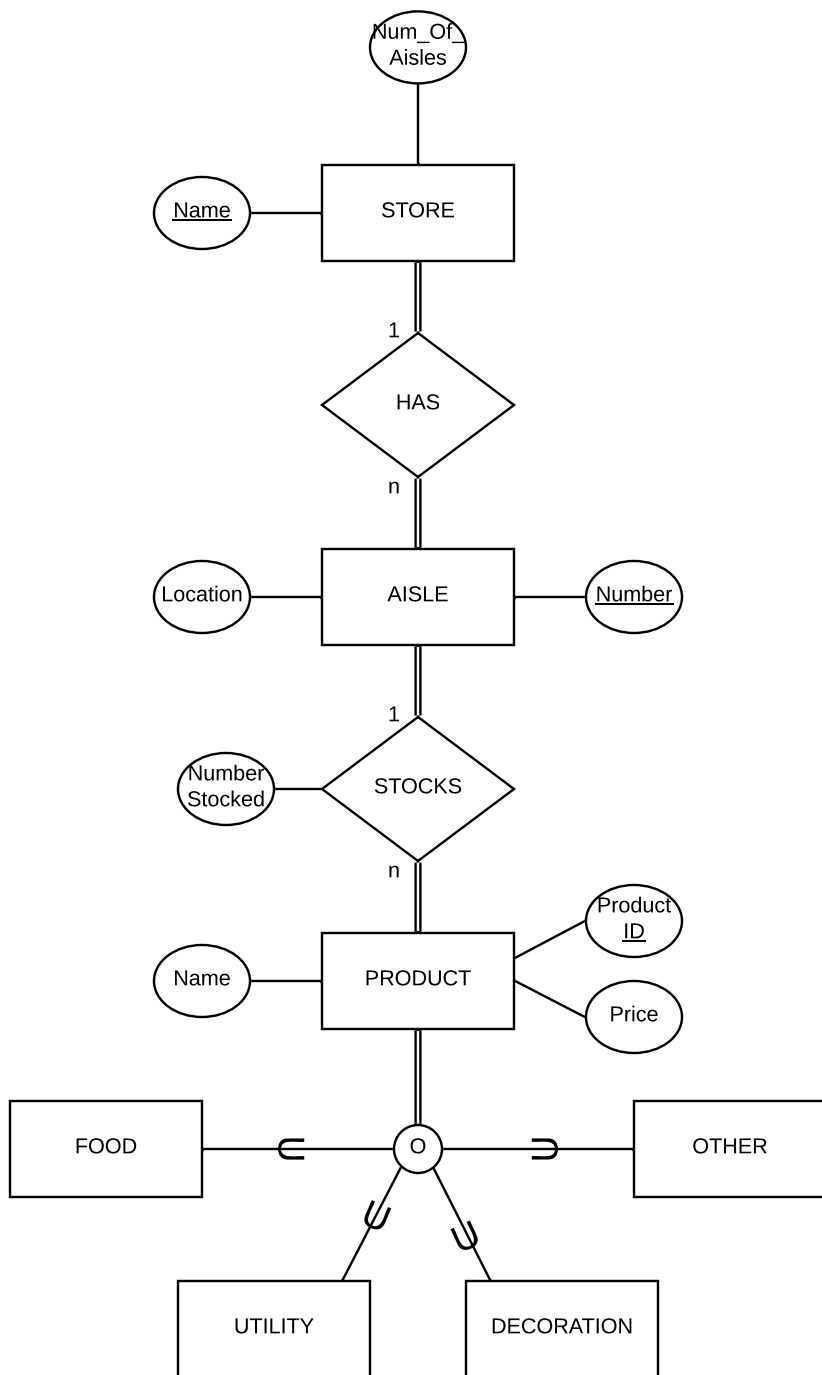 Num_Of_
Aisles
Name
STORE
1
HAS
n
Location
AISLE
Number
1
Number
Stocked
STOCKS
n
Product
ID
Name
PRODUCT
Price
FOOD
O
OTHER
UTILITY
DECORATION